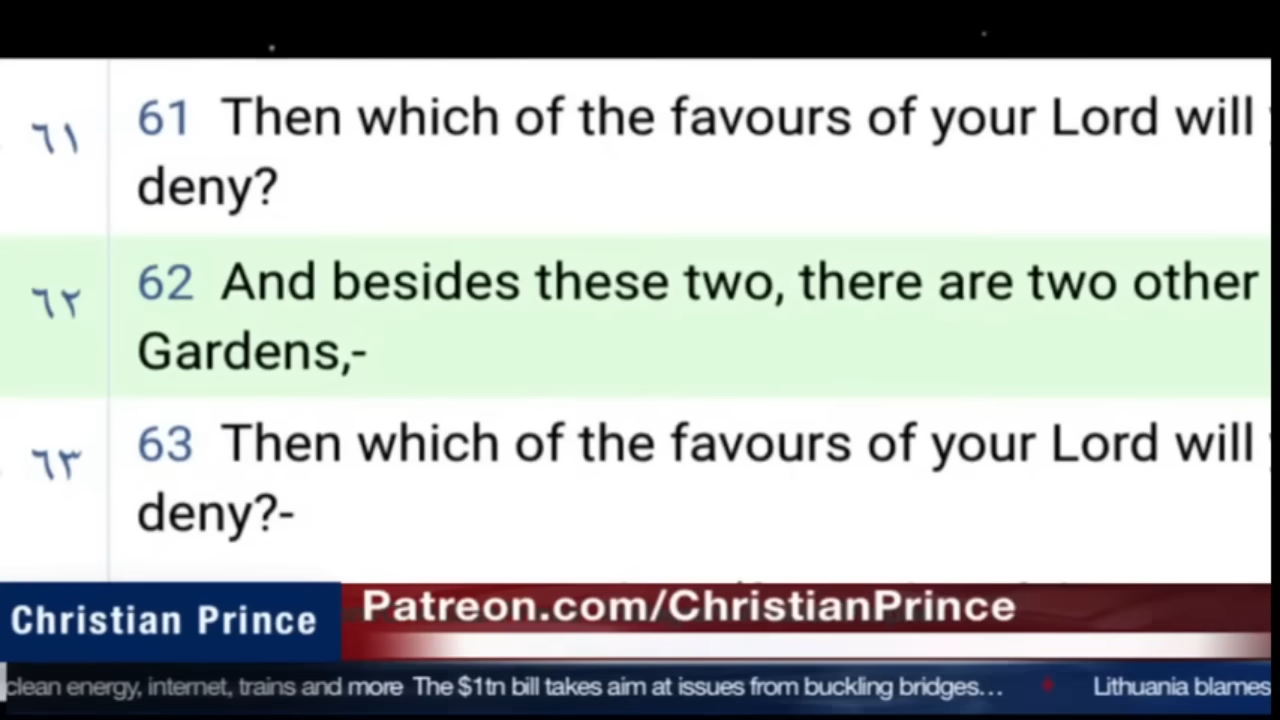 ٦١ 61 Then which of the favours of your Lord will
deny?
٦٢ 62 And besides these two, there are two other
Gardens,-
٦٣ 63 Then which of the favours of your Lord will
deny?-
Christian Prince Patreon.com/ChristianPrince
clean energy, internet, trains and more The $1tn bill takes aim at issues from buckling bridges... Lithuania blames